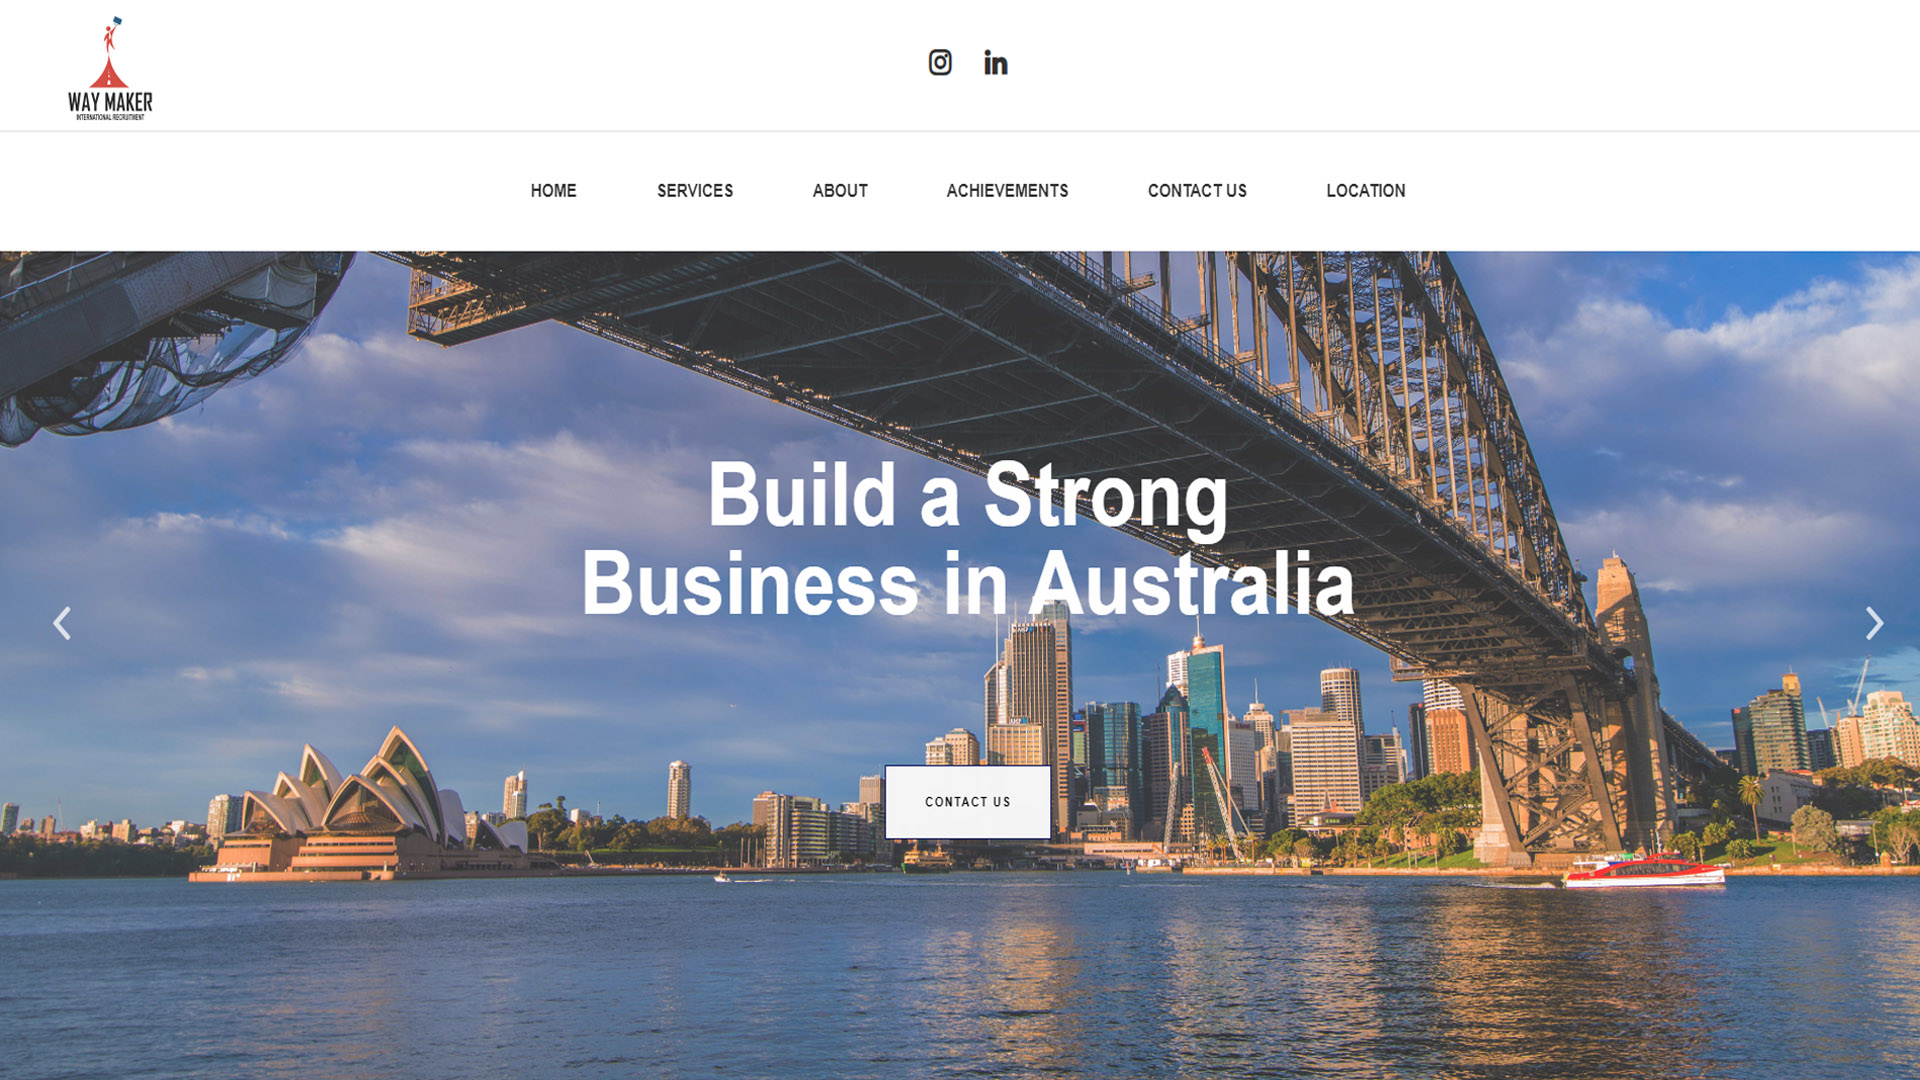 WAY MAKER
INTERNATIONAL RECRUITMENT
HOME SERVICES ABOUT ACHIEVEMENTS CONTACT US LOCATION
Build a Strong
Business in Australia
CONTACT US